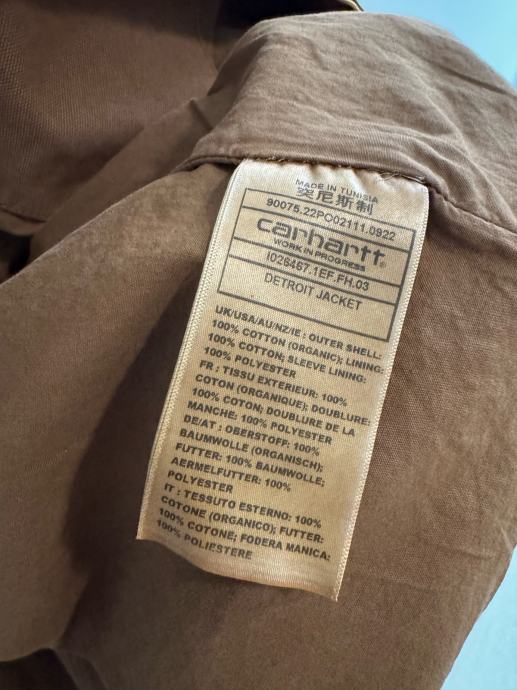 MADE IN TUNISIA
突尼斯制
90075.22PO02111.0922
carhartt®
WORK IN PROGRESS
I026467.1EF.FH.03
DETROIT JACKET
UK/USA/AU/NZ/IE : OUTER SHELL:
100% COTTON (ORGANIC); LINING:
100% COTTON; SLEEVE LINING:
100% POLYESTER
FR : TISSU EXTERIEUR: 100%
COTON (ORGANIQUE); DOUBLURE:
100% COTON; DOUBLURE DE LA
MANCHE: 100% POLYESTER
DE/AT : OBERSTOFF: 100%
BAUMWOLLE (ORGANISCH);
FUTTER: 100% BAUMWOLLE;
AERMELFUTTER: 100%
POLYESTER
IT : TESSUTO ESTERNO: 100%
COTONE (ORGANICO); FUTTER:
100% COTONE; FODERA MANICA:
100% POLIESTERE